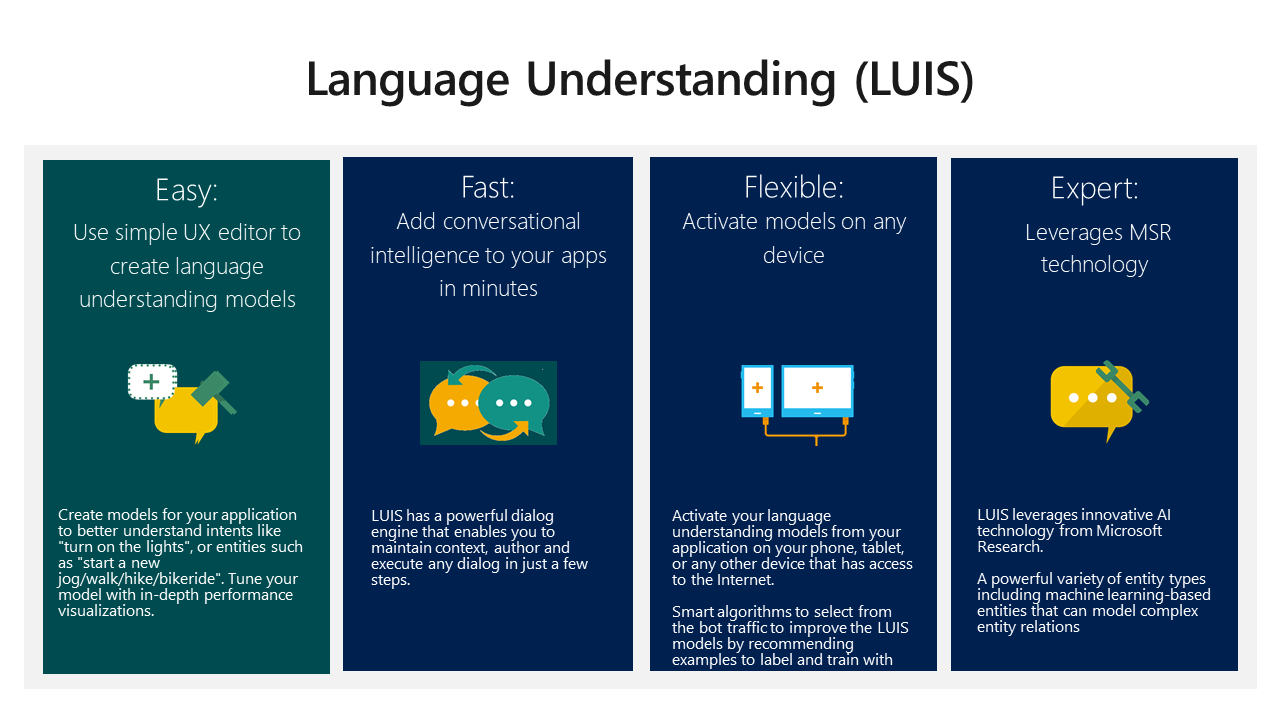 Language Understanding (LUIS)
Easy:
Use simple UX editor to
create language
understanding models
Create models for your application
to better understand intents like
"turn on the lights", or entities such
as "start a new
jog/walk/hike/bikeride". Tune your
model with in-depth performance
visualizations.
Fast:
Add conversational
intelligence to your apps
in minutes
LUIS has a powerful dialog
engine that enables you to
maintain context, author and
execute any dialog in just a few
steps.
Flexible:
Activate models on any
device
Activate your language
understanding models from your
application on your phone, tablet,
or any other device that has access
to the Internet.
Smart algorithms to select from
the bot traffic to improve the LUIS
models by recommending
examples to label and train with
Expert:
Leverages MSR
technology
LUIS leverages innovative AI
technology from Microsoft
Research.
A powerful variety of entity types
including machine learning-based
entities that can model complex
entity relations